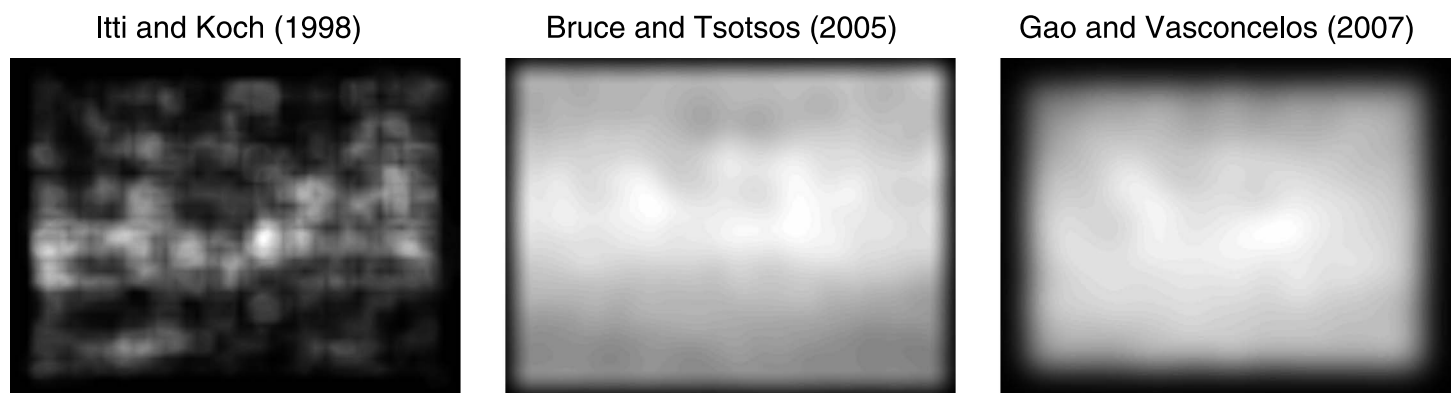 Itti and Koch (1998)
Bruce and Tsotsos (2005)
Gao and Vasconcelos (2007)